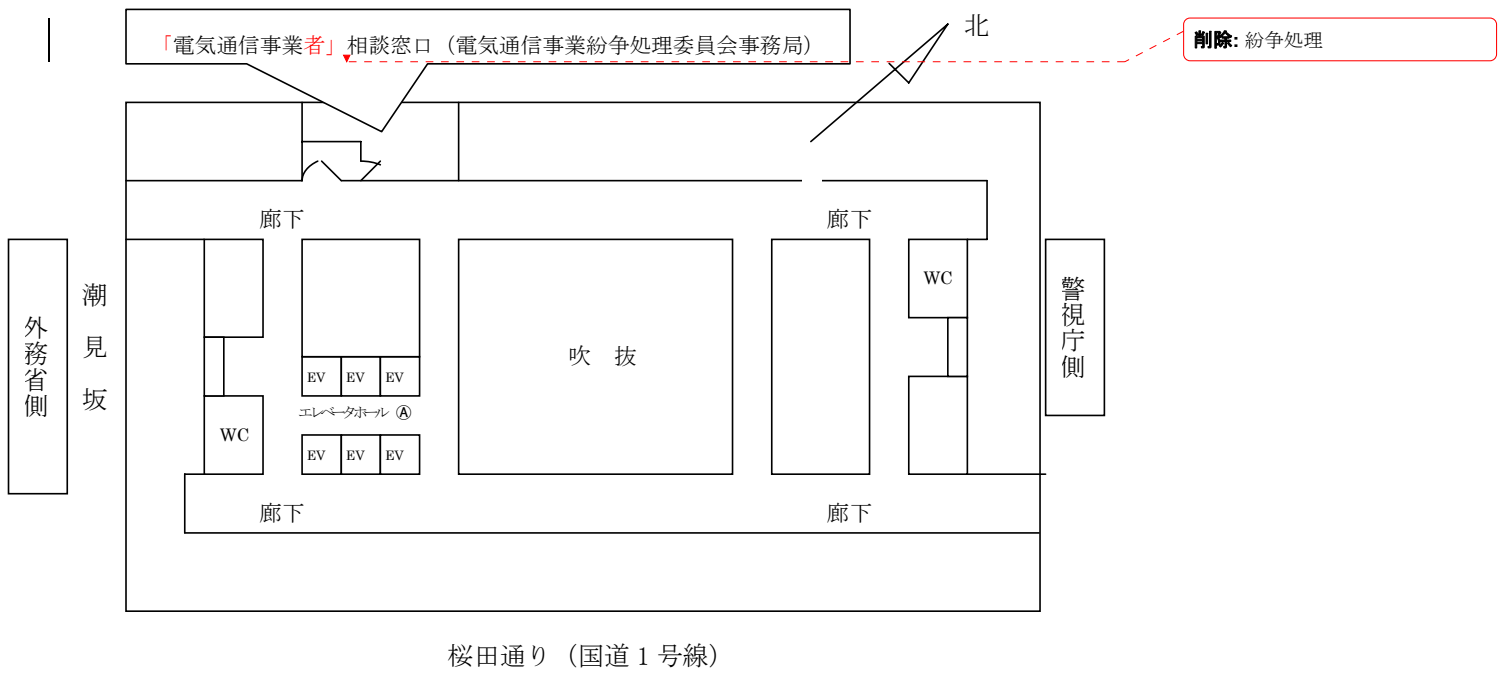 北
「電気通信事業者」相談窓口（電気通信事業紛争処理委員会事務局）
削除: 紛争処理
廊下
廊下
外務省側
潮見坂
WC
警視庁側
吹　抜
EV EV EV
エレベータホール Ⓐ
WC
EV EV EV
廊下
廊下
桜田通り（国道１号線）